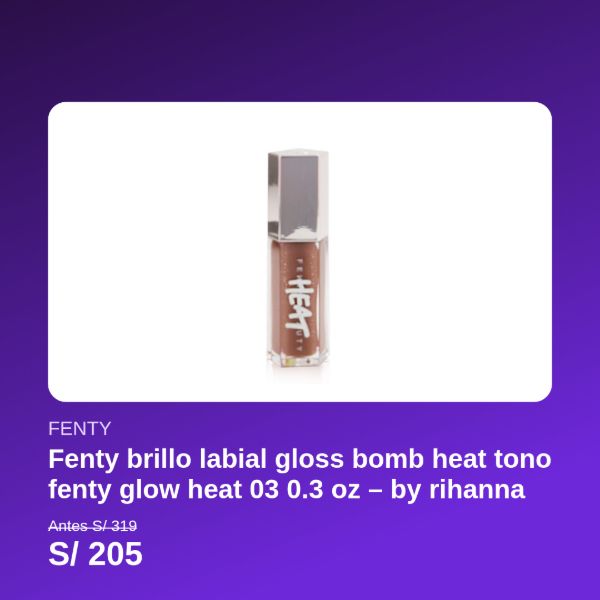 HEAT
FENTY
Fenty brillo labial gloss bomb heat tono
fenty glow heat 03 0.3 oz – by rihanna
Antes S/ 319
S/ 205